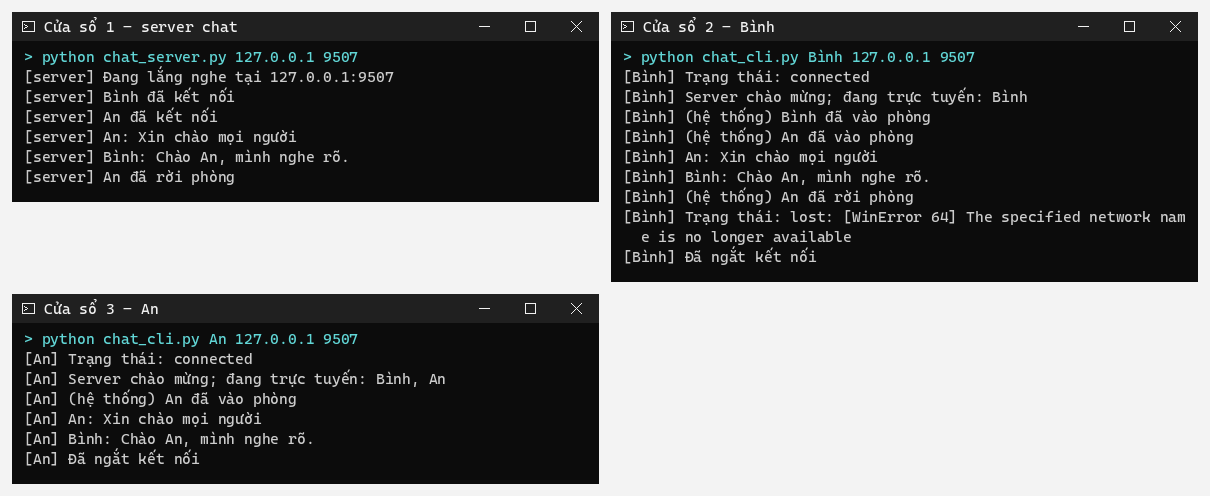 Cửa sổ 1 — server chat
> python chat_server.py 127.0.0.1 9507
[server] Đang lắng nghe tại 127.0.0.1:9507
[server] Bình đã kết nối
[server] An đã kết nối
[server] An: Xin chào mọi người
[server] Bình: Chào An, mình nghe rõ.
[server] An đã rời phòng
Cửa sổ 2 — Bình
> python chat_cli.py Bình 127.0.0.1 9507
[Bình] Trạng thái: connected
[Bình] Server chào mừng; đang trực tuyến: Bình
[Bình] (hệ thống) Bình đã vào phòng
[Bình] (hệ thống) An đã vào phòng
[Bình] An: Xin chào mọi người
[Bình] Bình: Chào An, mình nghe rõ.
[Bình] (hệ thống) An đã rời phòng
[Bình] Trạng thái: lost: [WinError 64] The specified network nam
e is no longer available
[Bình] Đã ngắt kết nối
Cửa sổ 3 — An
> python chat_cli.py An 127.0.0.1 9507
[An] Trạng thái: connected
[An] Server chào mừng; đang trực tuyến: Bình, An
[An] (hệ thống) An đã vào phòng
[An] An: Xin chào mọi người
[An] Bình: Chào An, mình nghe rõ.
[An] Đã ngắt kết nối